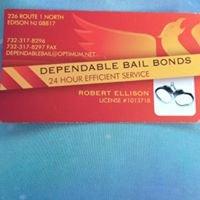 226 ROUTE 1 NORTH
EDISON NJ 08817
732-317-8296
732-317-8297 FAX
DEPENDABLEBAIL@OPTIMUM.NET
DEPENDABLE BAIL BONDS
24 HOUR EFFICIENT SERVICE
ROBERT ELLISON
LICENSE #1013718